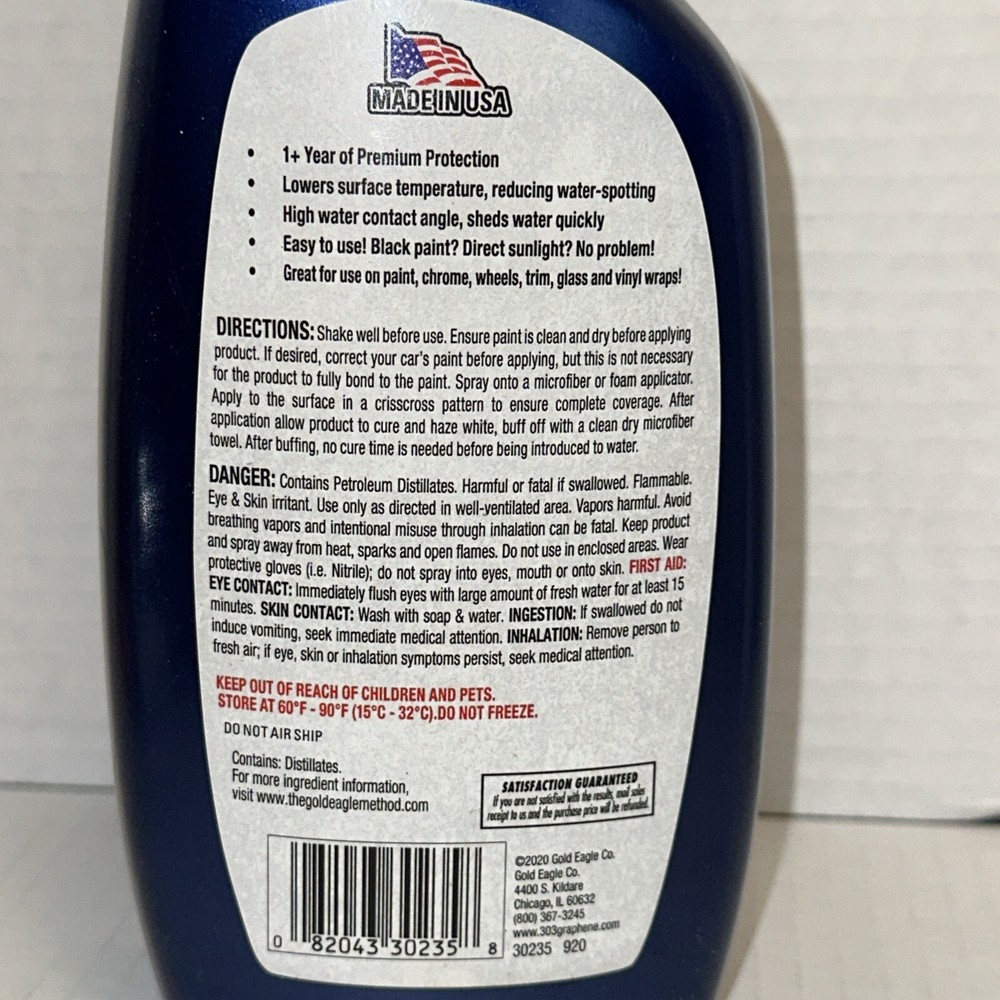 MADE IN USA
• 1+ Year of Premium Protection
• Lowers surface temperature, reducing water-spotting
• High water contact angle, sheds water quickly
• Easy to use! Black paint? Direct sunlight? No problem!
• Great for use on paint, chrome, wheels, trim, glass and vinyl wraps!
DIRECTIONS: Shake well before use. Ensure paint is clean and dry before applying
product. If desired, correct your car's paint before applying, but this is not necessary
for the product to fully bond to the paint. Spray onto a microfiber or foam applicator.
Apply to the surface in a crisscross pattern to ensure complete coverage. After
application allow product to cure and haze white, buff off with a clean dry microfiber
towel. After buffing, no cure time is needed before being introduced to water.
DANGER: Contains Petroleum Distillates. Harmful or fatal if swallowed. Flammable.
Eye & Skin irritant. Use only as directed in well-ventilated area. Vapors harmful. Avoid
breathing vapors and intentional misuse through inhalation can be fatal. Keep product
and spray away from heat, sparks and open flames. Do not use in enclosed areas. Wear
protective gloves (i.e. Nitrile); do not spray into eyes, mouth or onto skin. FIRST AID:
EYE CONTACT: Immediately flush eyes with large amount of fresh water for at least 15
minutes. SKIN CONTACT: Wash with soap & water. INGESTION: If swallowed do not
induce vomiting, seek immediate medical attention. INHALATION: Remove person to
fresh air; if eye, skin or inhalation symptoms persist, seek medical attention.
KEEP OUT OF REACH OF CHILDREN AND PETS.
STORE AT 60°F - 90°F (15°C - 32°C).DO NOT FREEZE.
DO NOT AIR SHIP
Contains: Distillates.
For more ingredient information,
visit www.thegoldeaglemethod.com
SATISFACTION GUARANTEED
If you are not satisfied with the results, mail sales
receipt to us and the purchase price will be refunded.
©2020 Gold Eagle Co.
Gold Eagle Co.
4400 S. Kildare
Chicago, IL 60632
(800) 367-3245
www.303graphene.com
30235 920
0 82043 30235 8